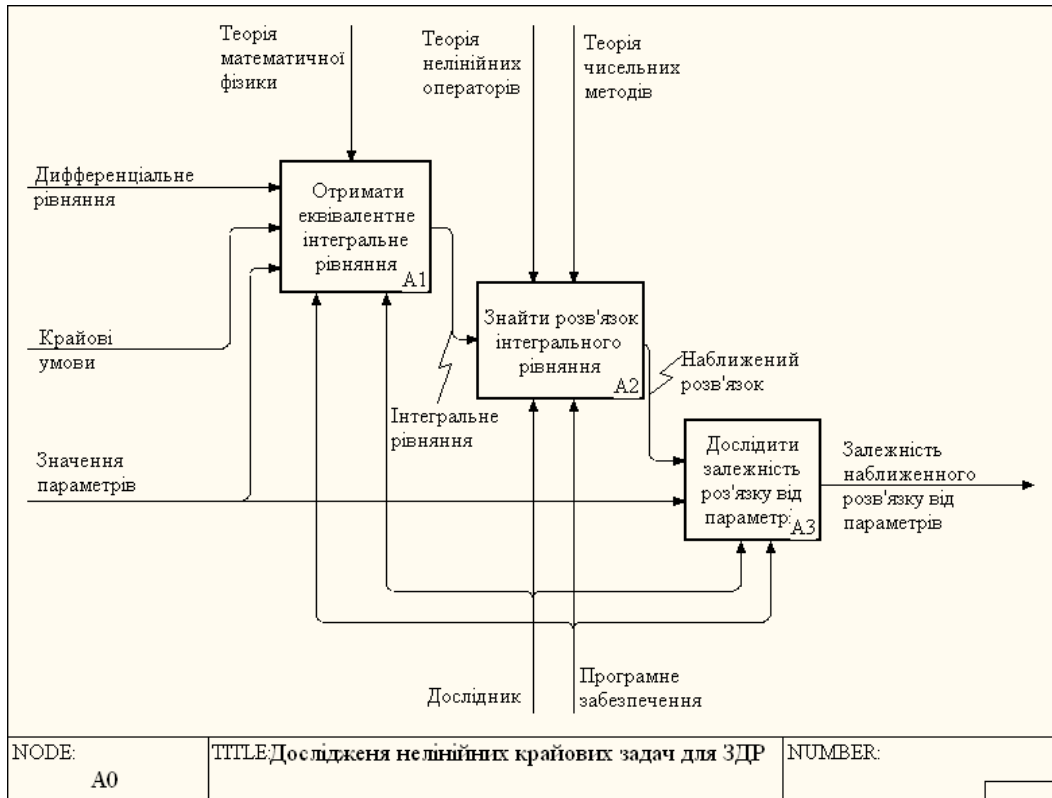 Теорія
математичної
фізики
Теорія
нелінійних
операторів
Теорія
чисельних
методів
Дифференціальне
рівняння
Отримати
еквівалентне
інтегральне
рівняння
A1
Крайові
умови
Знайти розв'язок
інтегрального
рівняння
A2
Наближений
розв'язок
Інтегральне
рівняння
Значення
параметрів
Дослідити
залежність
роз'язку від
параметрі
A3
Залежність
наближенного
розв'язку від
параметрів
Дослідник
Програмне
забезпечення
NODE:
A0
TITLE: Дослідженя нелінійних крайових задач для ЗДР
NUMBER: